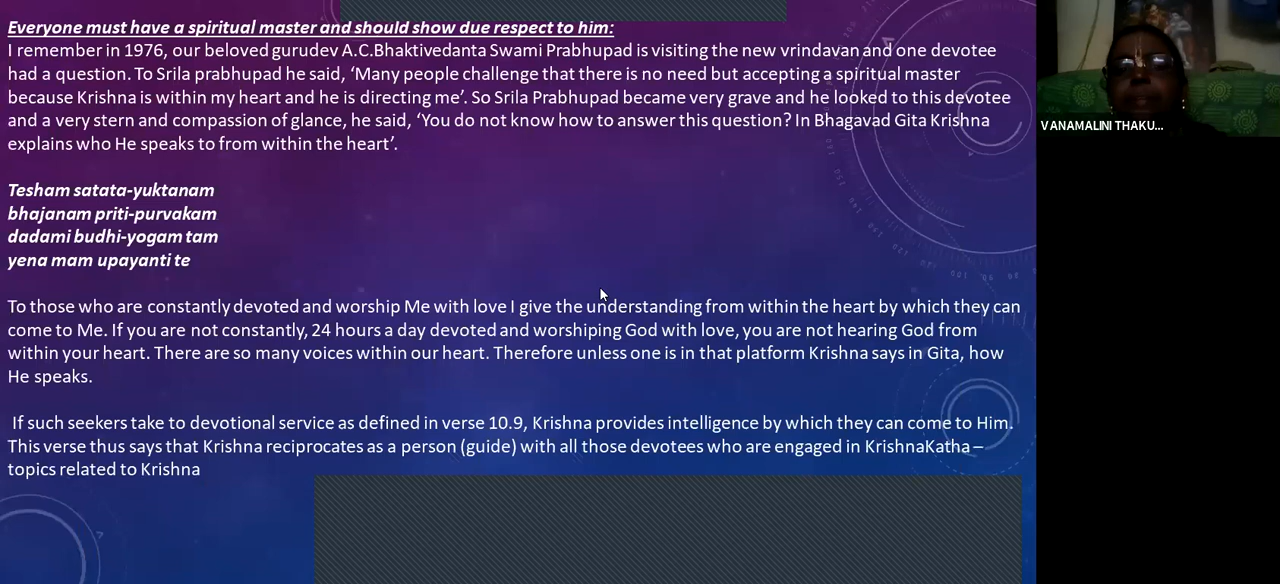 Everyone must have a spiritual master and should show due respect to him:
I remember in 1976, our beloved gurudev A.C.Bhaktivedanta Swami Prabhupad is visiting the new vrindavan and one devotee
had a question. To Srila prabhupad he said, ‘Many people challenge that there is no need but accepting a spiritual master
because Krishna is within my heart and he is directing me’. So Srila Prabhupad became very grave and he looked to this devotee
and a very stern and compassion of glance, he said, ‘You do not know how to answer this question? In Bhagavad Gita Krishna
explains who He speaks to from within the heart’.
Tesham satata-yuktanam
bhajanam priti-purvakam
dadami budhi-yogam tam
yena mam upayanti te
To those who are constantly devoted and worship Me with love I give the understanding from within the heart by which they can
come to Me. If you are not constantly, 24 hours a day devoted and worshiping God with love, you are not hearing God from
within your heart. There are so many voices within our heart. Therefore unless one is in that platform Krishna says in Gita, how
He speaks.
If such seekers take to devotional service as defined in verse 10.9, Krishna provides intelligence by which they can come to Him.
This verse thus says that Krishna reciprocates as a person (guide) with all those devotees who are engaged in KrishnaKatha –
topics related to Krishna
VANAMALINI THAKU...